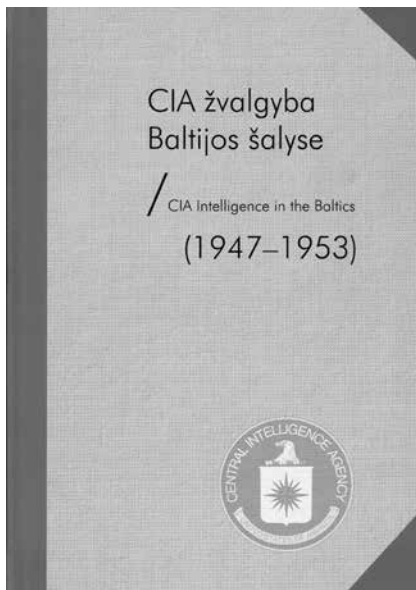 CIA žvalgyba
Baltijos šalyse
/ CIA Intelligence in the Baltics
(1947–1953)
CENTRAL INTELLIGENCE AGENCY